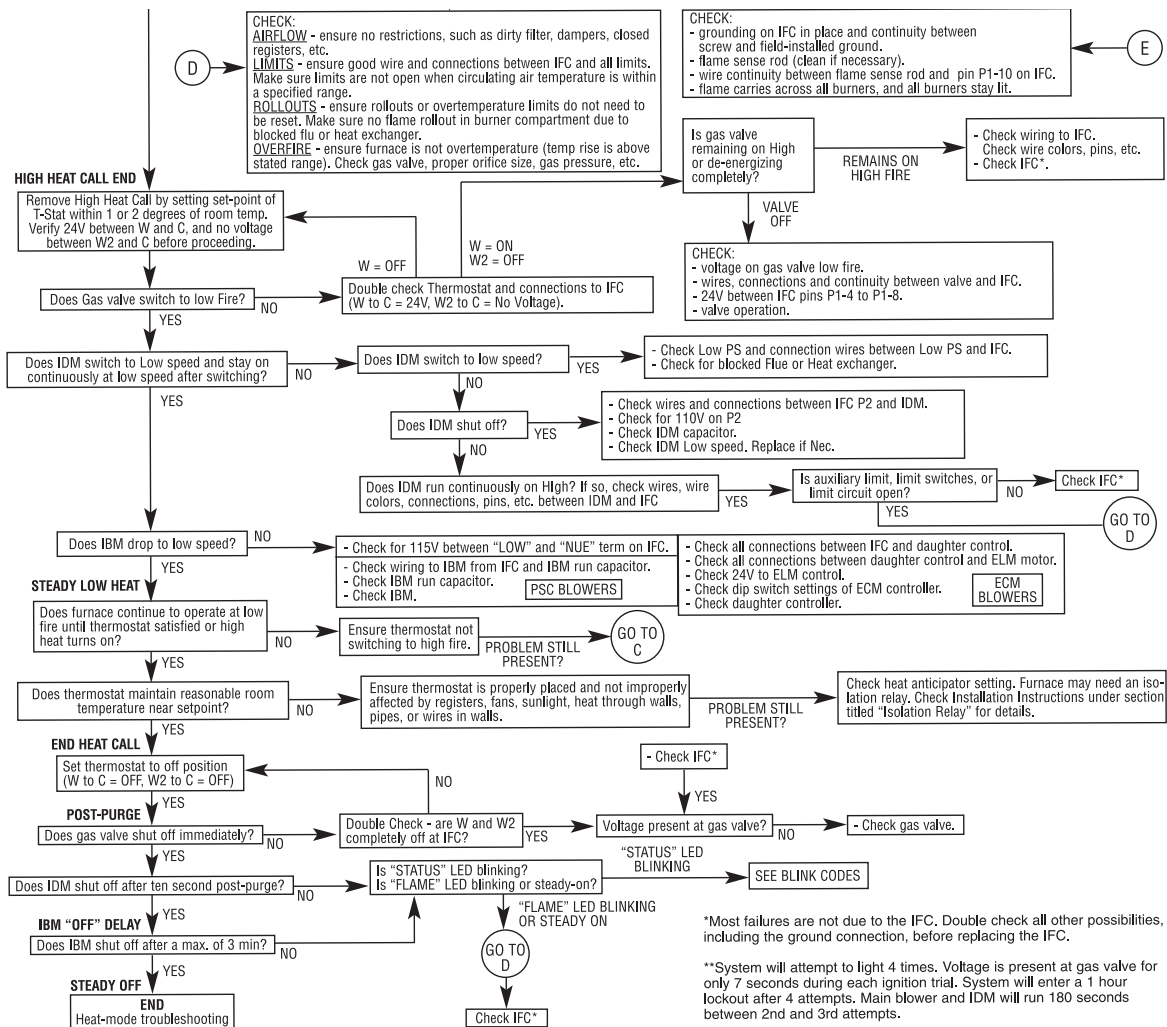 D
CHECK:
AIRFLOW - ensure no restrictions, such as dirty filter, dampers, closed
registers, etc.
LIMITS - ensure good wire and connections between IFC and all limits.
Make sure limits are not open when circulating air temperature is within
a specified range.
ROLLOUTS - ensure rollouts or overtemperature limits do not need to
be reset. Make sure no flame rollout in burner compartment due to
blocked flu or heat exchanger.
OVERFIRE - ensure furnace is not overtemperature (temp rise is above
stated range). Check gas valve, proper orifice size, gas pressure, etc.
CHECK:
- grounding on IFC in place and continuity between
screw and field-installed ground.
- flame sense rod (clean if necessary).
- wire continuity between flame sense rod and pin P1-10 on IFC.
- flame carries across all burners, and all burners stay lit.
E
Is gas valve
remaining on High
or de-energizing
completely?
REMAINS ON
HIGH FIRE
- Check wiring to IFC.
Check wire colors, pins, etc.
- Check IFC*.
VALVE
OFF
CHECK:
- voltage on gas valve low fire.
- wires, connections and continuity between valve and IFC.
- 24V between IFC pins P1-4 to P1-8.
- valve operation.
HIGH HEAT CALL END
Remove High Heat Call by setting set-point of
T-Stat within 1 or 2 degrees of room temp.
Verify 24V between W and C, and no voltage
between W2 and C before proceeding.
W = OFF
W = ON
W2 = OFF
Does Gas valve switch to low Fire?
NO
Double check Thermostat and connections to IFC
(W to C = 24V, W2 to C = No Voltage).
YES
Does IDM switch to Low speed and stay on
continuously at low speed after switching?
NO
Does IDM switch to low speed?
YES
- Check Low PS and connection wires between Low PS and IFC.
- Check for blocked Flue or Heat exchanger.
YES
NO
Does IDM shut off?
YES
- Check wires and connections between IFC P2 and IDM.
- Check for 110V on P2
- Check IDM capacitor.
- Check IDM Low speed. Replace if Nec.
NO
Does IDM run continuously on HIgh? If so, check wires, wire
colors, connections, pins, etc. between IDM and IFC
YES
Is auxiliary limit, limit switches, or
limit circuit open?
NO
Check IFC*
YES
GO TO
D
Does IBM drop to low speed?
NO
- Check for 115V between “LOW” and “NUE” term on IFC.
- Check wiring to IBM from IFC and IBM run capacitor.
- Check IBM run capacitor.
- Check IBM.
PSC BLOWERS
- Check all connections between IFC and daughter control.
- Check all connections between daughter control and ELM motor.
- Check 24V to ELM control.
- Check dip switch settings of ECM controller.
- Check daughter controller.
ECM
BLOWERS
YES
STEADY LOW HEAT
Does furnace continue to operate at low
fire until thermostat satisfied or high
heat turns on?
NO
Ensure thermostat not
switching to high fire.
PROBLEM STILL
PRESENT?
GO TO
C
YES
Does thermostat maintain reasonable room
temperature near setpoint?
NO
Ensure thermostat is properly placed and not improperly
affected by registers, fans, sunlight, heat through walls,
pipes, or wires in walls.
PROBLEM STILL
PRESENT?
Check heat anticipator setting. Furnace may need an iso-
lation relay. Check Installation Instructions under section
titled “Isolation Relay” for details.
YES
END HEAT CALL
Set thermostat to off position
(W to C = OFF, W2 to C = OFF)
NO
- Check IFC*
YES
YES
POST-PURGE
Does gas valve shut off immediately?
NO
Double Check - are W and W2
completely off at IFC?
YES
Voltage present at gas valve?
NO
- Check gas valve.
YES
Does IDM shut off after ten second post-purge?
NO
Is “STATUS” LED blinking?
Is “FLAME” LED blinking or steady-on?
“STATUS” LED
BLINKING
SEE BLINK CODES
YES
IBM “OFF” DELAY
Does IBM shut off after a max. of 3 min?
NO
“FLAME” LED BLINKING
OR STEADY ON
GO TO
D
Check IFC*
YES
STEADY OFF
END
Heat-mode troubleshooting
*Most failures are not due to the IFC. Double check all other possibilities,
including the ground connection, before replacing the IFC.
**System will attempt to light 4 times. Voltage is present at gas valve for
only 7 seconds during each ignition trial. System will enter a 1 hour
lockout after 4 attempts. Main blower and IDM will run 180 seconds
between 2nd and 3rd attempts.